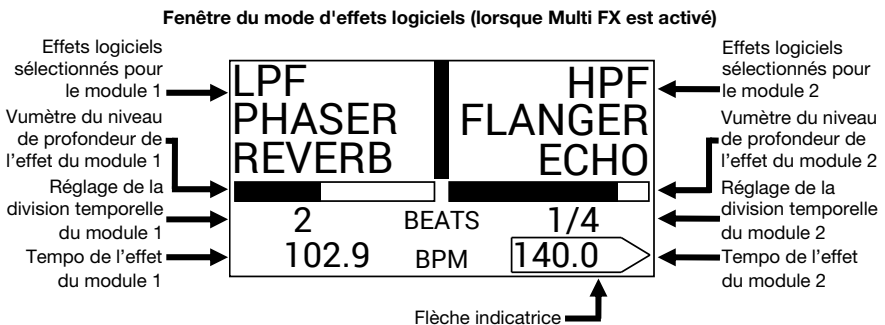 Fenêtre du mode d'effets logiciels (lorsque Multi FX est activé)
Effets logiciels
sélectionnés pour
le module 1
Vumètre du niveau
de profondeur de
l'effet du module 1
Réglage de la
division temporelle
du module 1
Tempo de l'effet
du module 1
LPF
PHASER
REVERB
HPF
FLANGER
ECHO
2 BEATS 1/4
102.9 BPM 140.0
Effets logiciels
sélectionnés pour
le module 2
Vumètre du niveau
de profondeur de
l'effet du module 2
Réglage de la
division temporelle
du module 2
Tempo de l'effet
du module 2
Flèche indicatrice